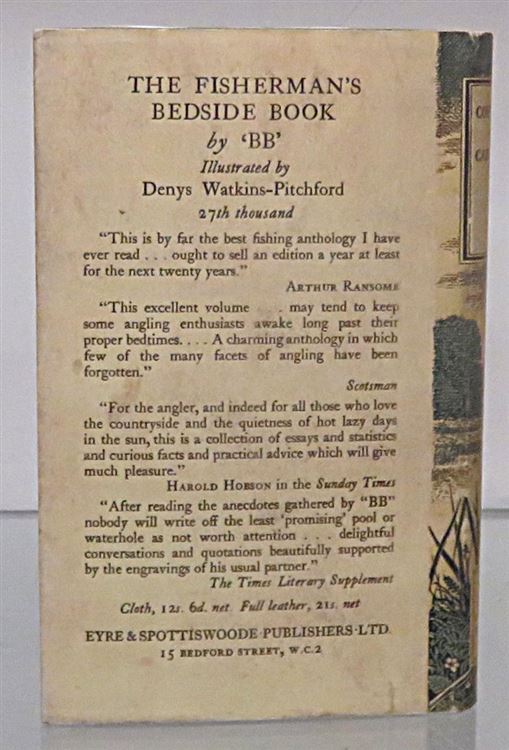 THE FISHERMAN'S
BEDSIDE BOOK
by 'BB'
Illustrated by
Denys Watkins-Pitchford
27th thousand
"This is by far the best fishing anthology I have
ever read . . . ought to sell an edition a year at least
for the next twenty years."
ARTHUR RANSOME
"This excellent volume . . . may tend to keep
some angling enthusiasts awake long past their
proper bedtimes. . . . A charming anthology in which
few of the many facets of angling have been
forgotten."
Scotsman
"For the angler, and indeed for all those who love
the countryside and the quietness of hot lazy days
in the sun, this is a collection of essays and statistics
and curious facts and practical advice which will give
much pleasure."
HAROLD HOBSON in the Sunday Times
"After reading the anecdotes gathered by "BB"
nobody will write off the least 'promising' pool or
waterhole as not worth attention . . . delightful
conversations and quotations beautifully supported
by the engravings of his usual partner."
The Times Literary Supplement
Cloth, 12s. 6d. net. Full leather, 21s. net
EYRE & SPOTTISWOODE·PUBLISHERS·LTD.
15 BEDFORD STREET, W.C.2